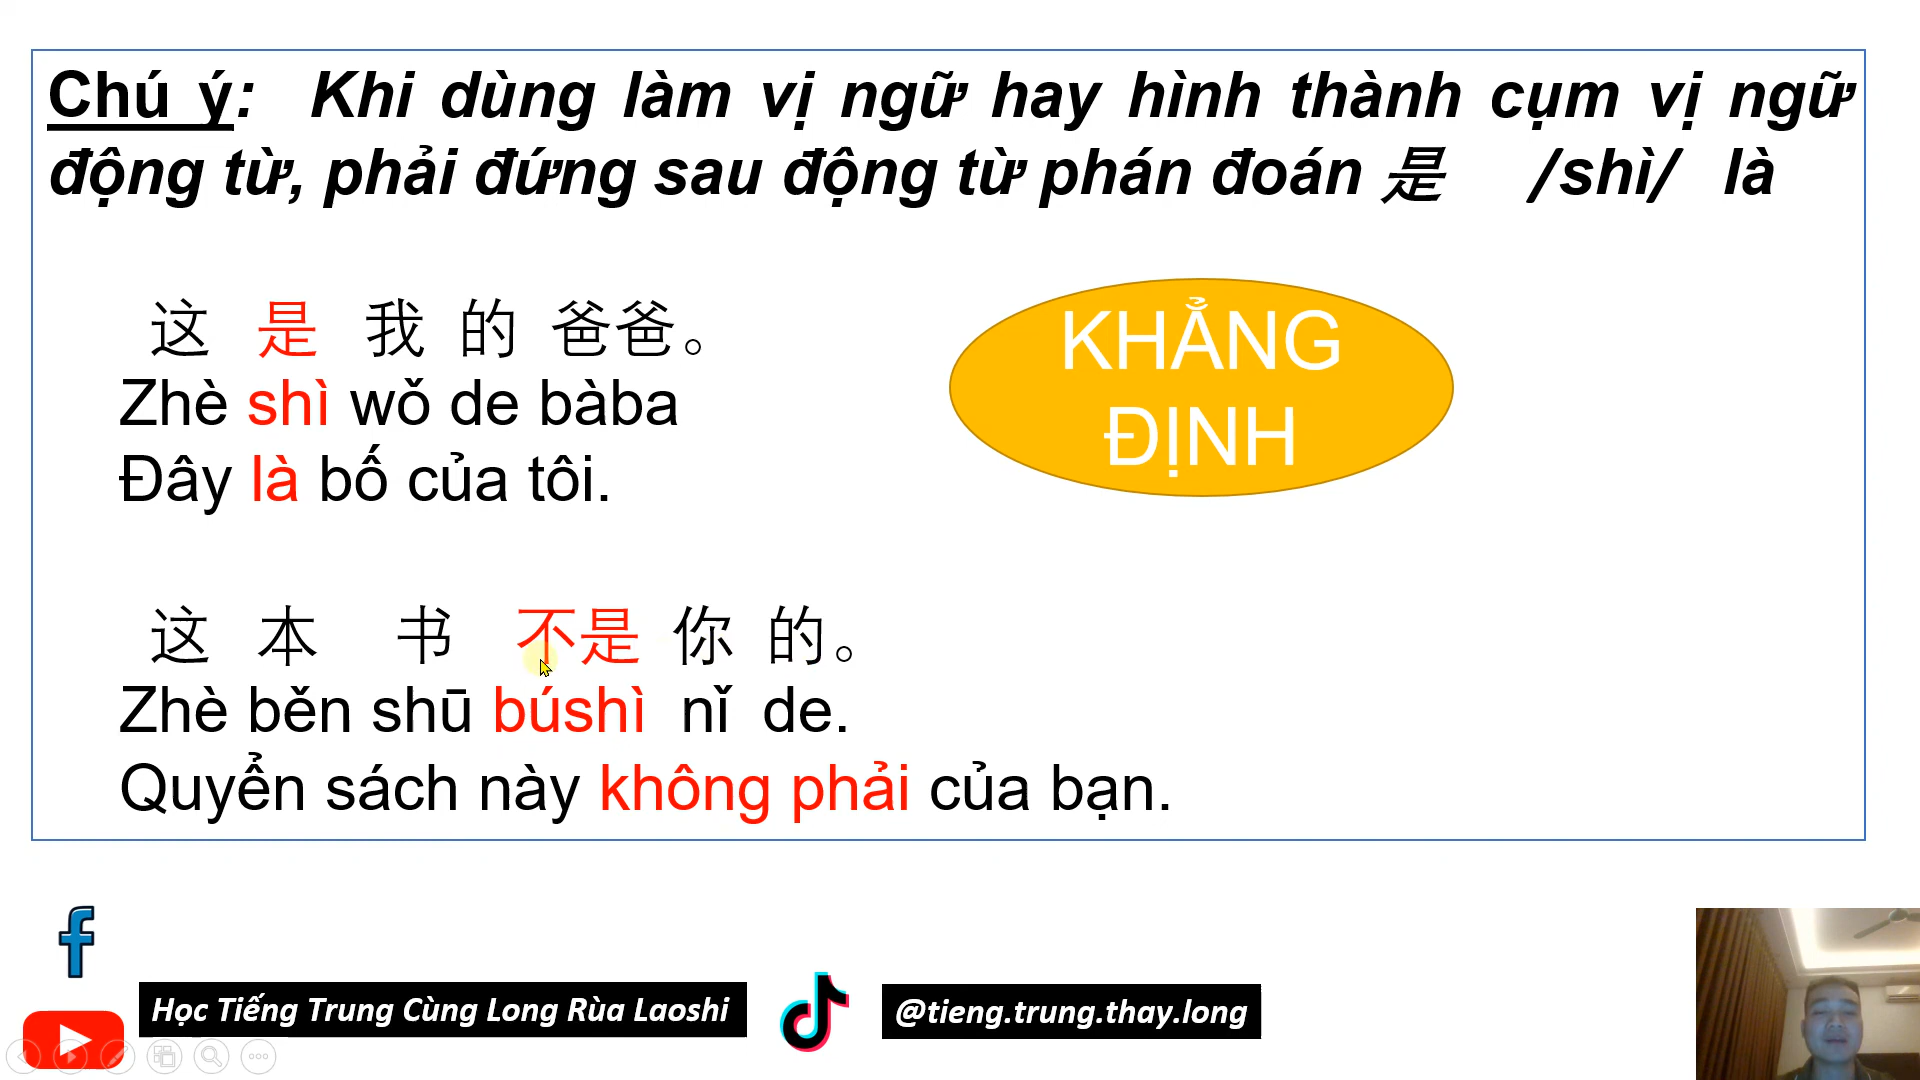 Chú ý: Khi dùng làm vị ngữ hay hình thành cụm vị ngữ
động từ, phải đứng sau động từ phán đoán 是 /shì/ là
这 是 我 的 爸爸。
Zhè shì wǒ de bàba
Đây là bố của tôi.
KHẲNG
ĐỊNH
这 本 书 不是 你 的。
Zhè běn shū búshì nǐ de.
Quyển sách này không phải của bạn.
Học Tiếng Trung Cùng Long Rùa Laoshi
@tieng.trung.thay.long